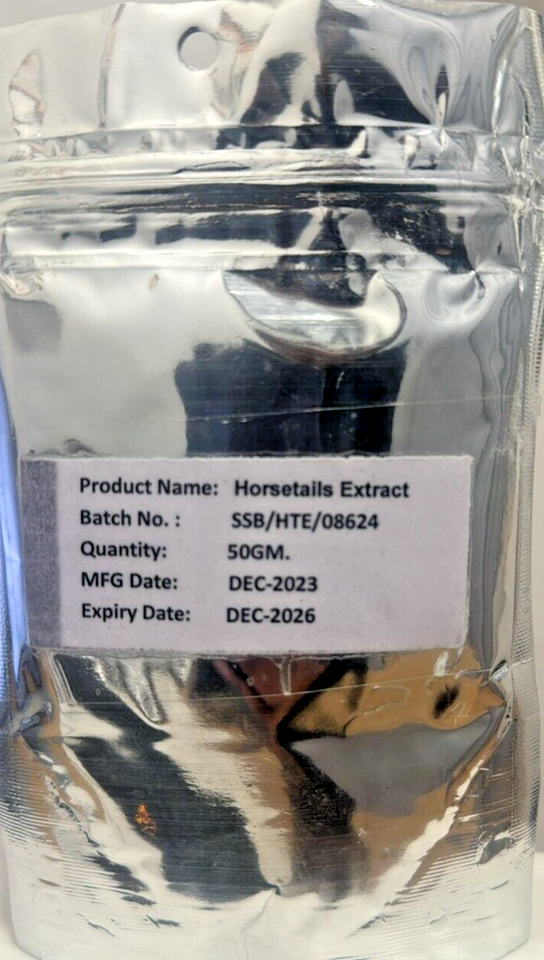 Product Name: Horsetails Extract
Batch No. : SSB/HTE/08624
Quantity: 50GM.
MFG Date: DEC-2023
Expiry Date: DEC-2026